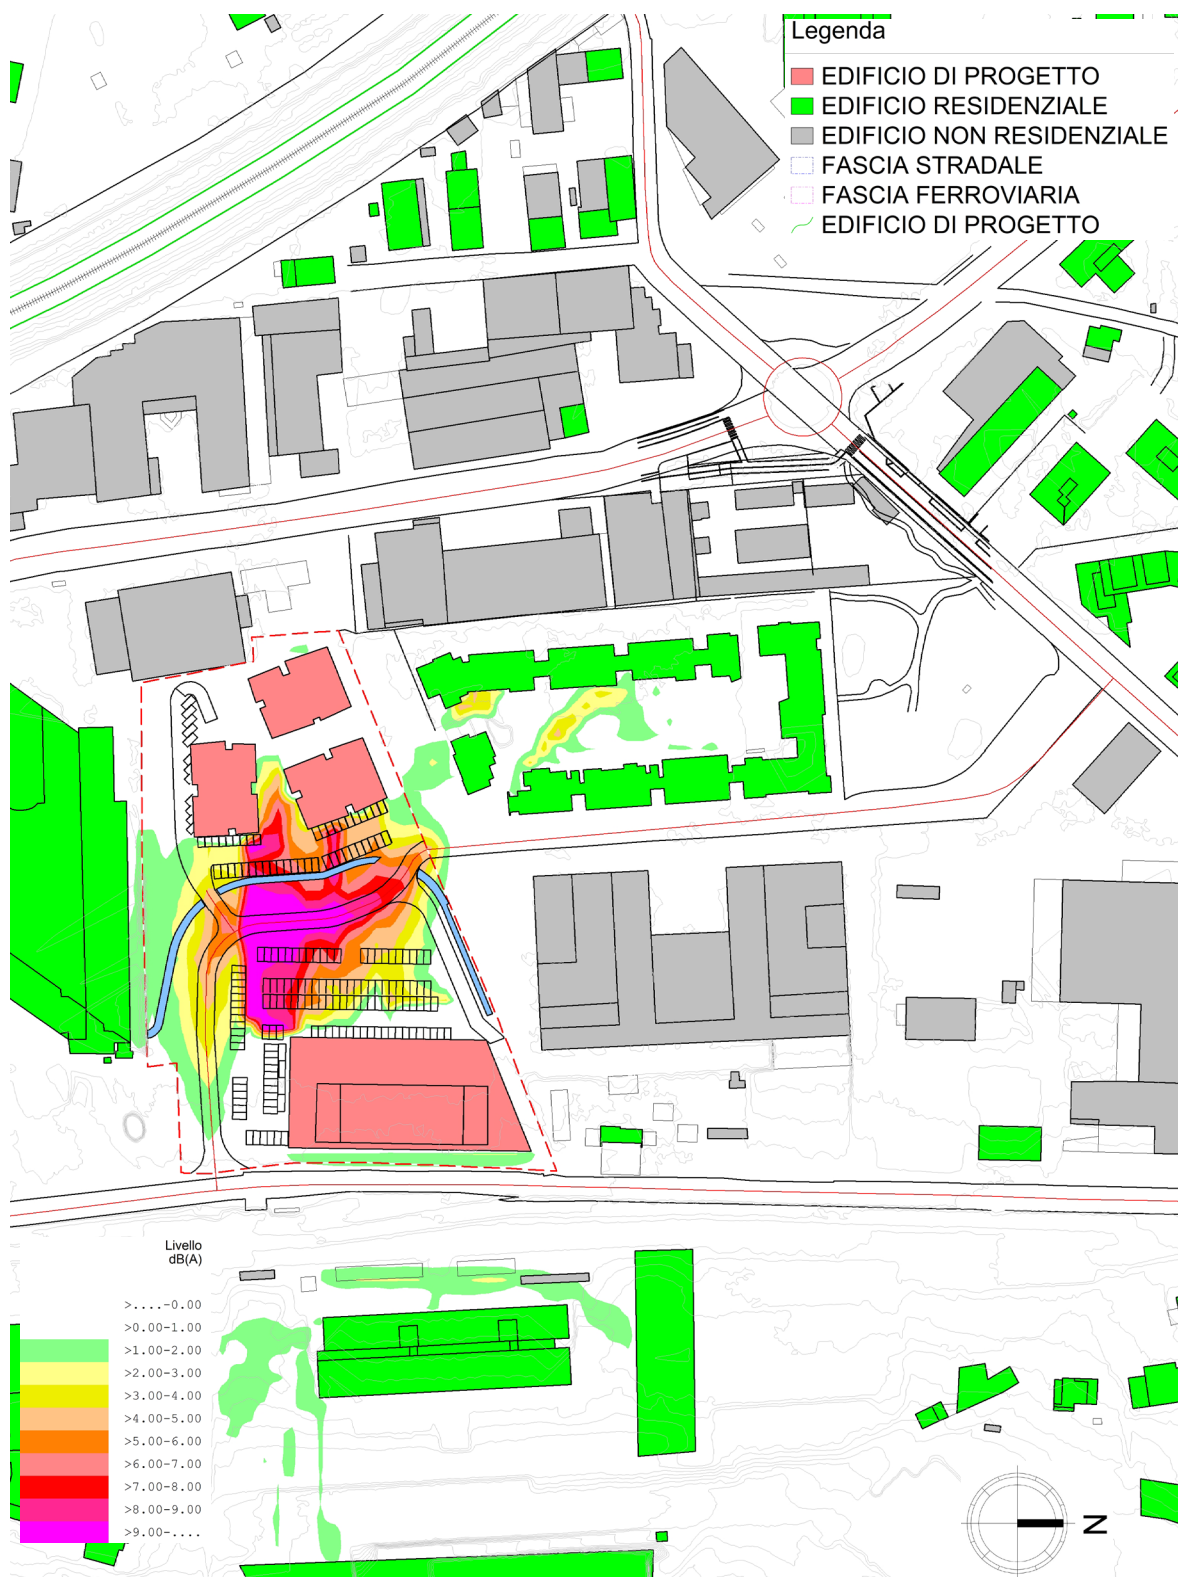 Legenda
EDIFICIO DI PROGETTO
EDIFICIO RESIDENZIALE
EDIFICIO NON RESIDENZIALE
FASCIA STRADALE
FASCIA FERROVIARIA
EDIFICIO DI PROGETTO
Livello
dB(A)
>....-0.00
>0.00-1.00
>1.00-2.00
>2.00-3.00
>3.00-4.00
>4.00-5.00
>5.00-6.00
>6.00-7.00
>7.00-8.00
>8.00-9.00
>9.00-....
N